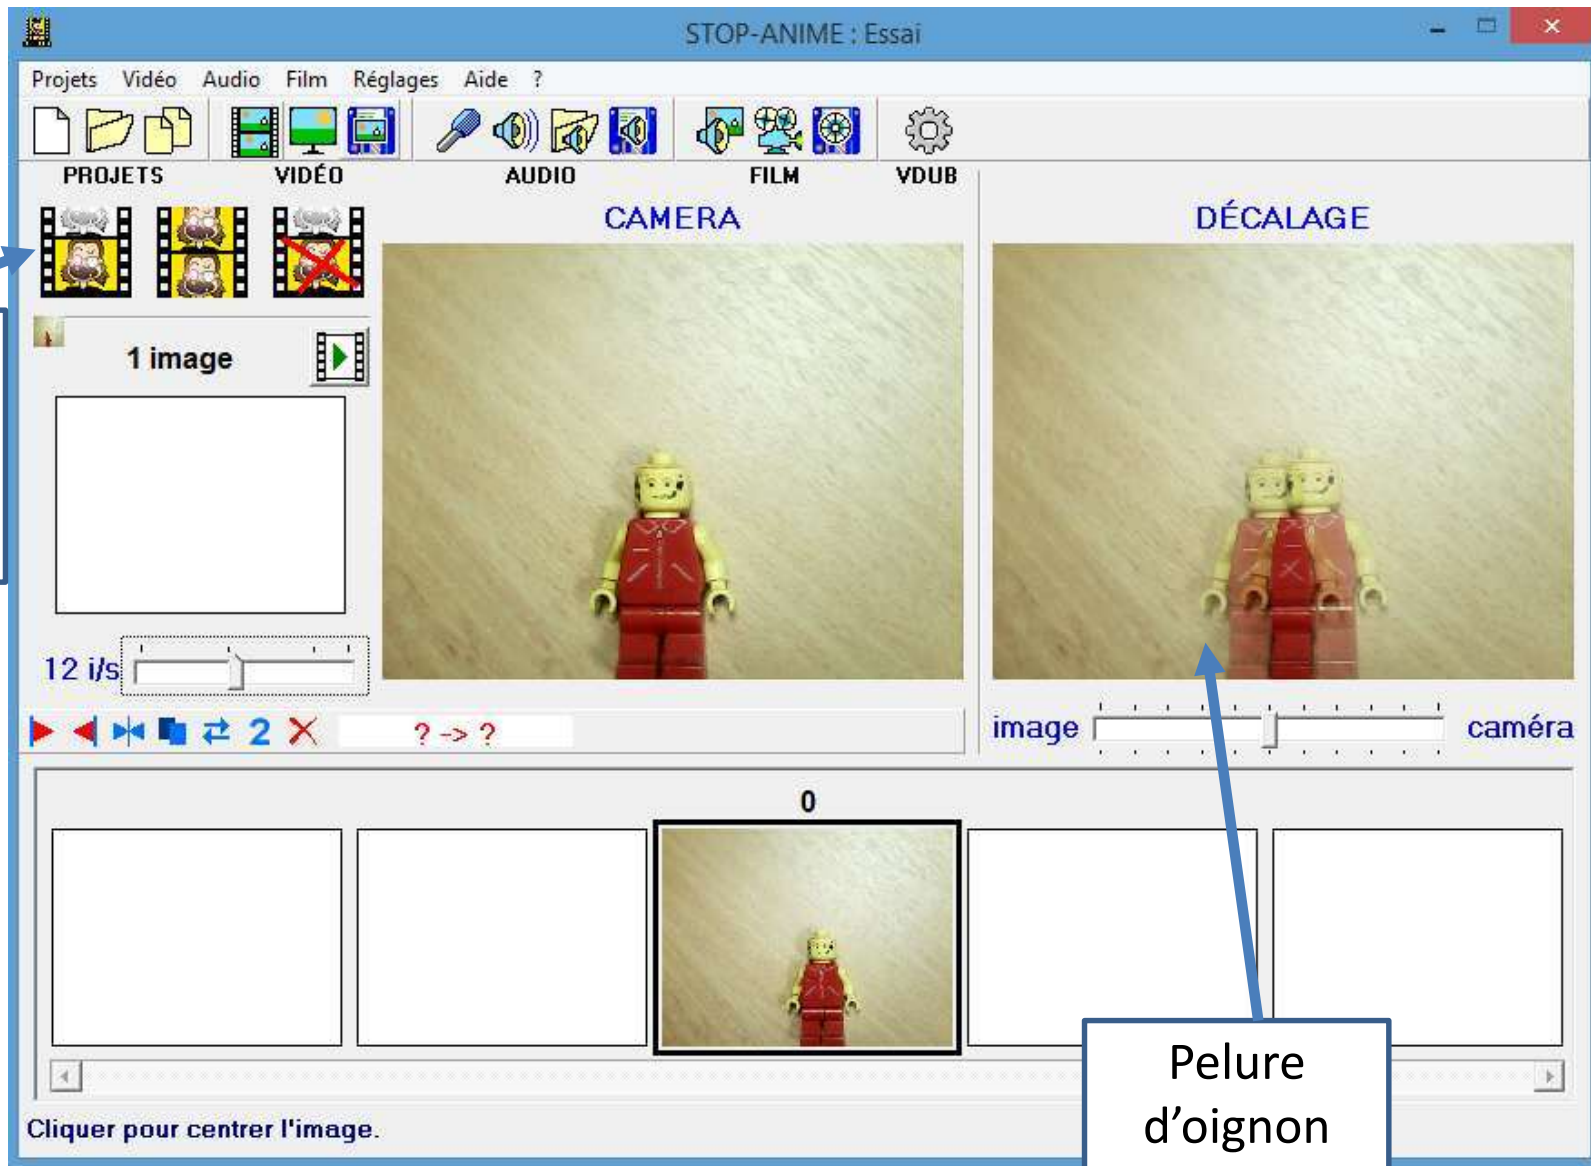 STOP-ANIME : Essai
Projets Vidéo Audio Film Réglages Aide ?
PROJETS VIDÉO AUDIO FILM VDUB
CAMERA
DÉCALAGE
1 image
12 i/s
2 ? -> ?
image caméra
0
Pelure
d’oignon
Cliquer pour centrer l'image.